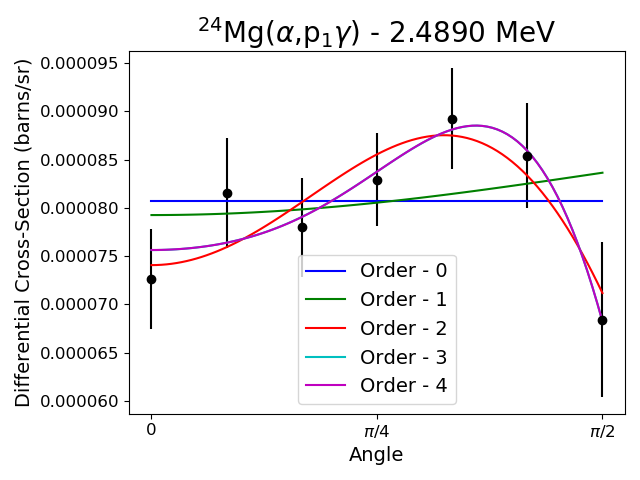 ²⁴Mg(α,p₁γ) - 2.4890 MeV
Differential Cross-Section (barns/sr)
0.000095
0.000090
0.000085
0.000080
0.000075
0.000070
0.000065
0.000060
Order - 0
Order - 1
Order - 2
Order - 3
Order - 4
0
π/4
π/2
Angle